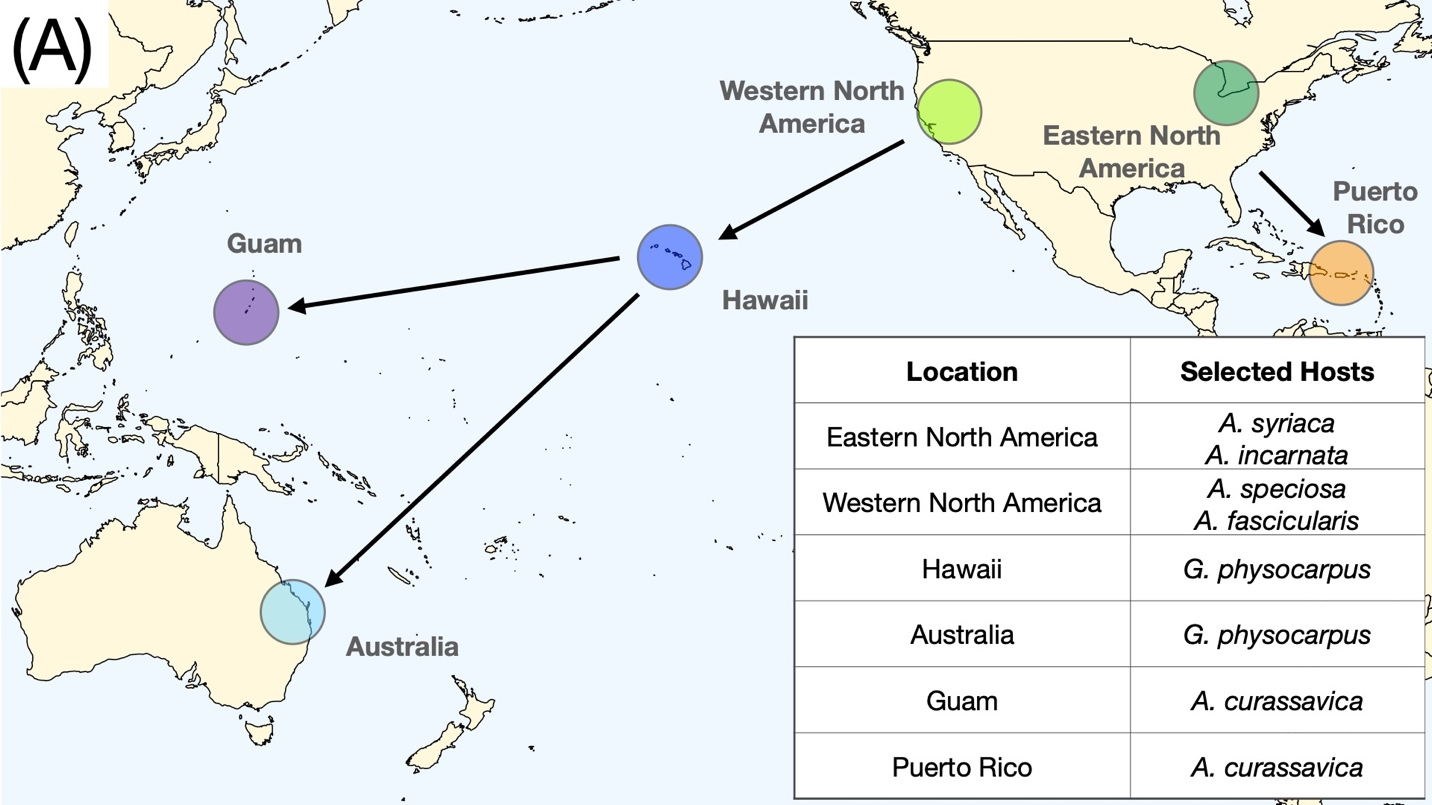 (A)
Western North
America
Eastern North
America
Puerto
Rico
Guam
Hawaii
Australia
Location Selected Hosts
Eastern North America A. syriaca
A. incarnata
Western North America A. speciosa
A. fascicularis
Hawaii G. physocarpus
Australia G. physocarpus
Guam A. curassavica
Puerto Rico A. curassavica